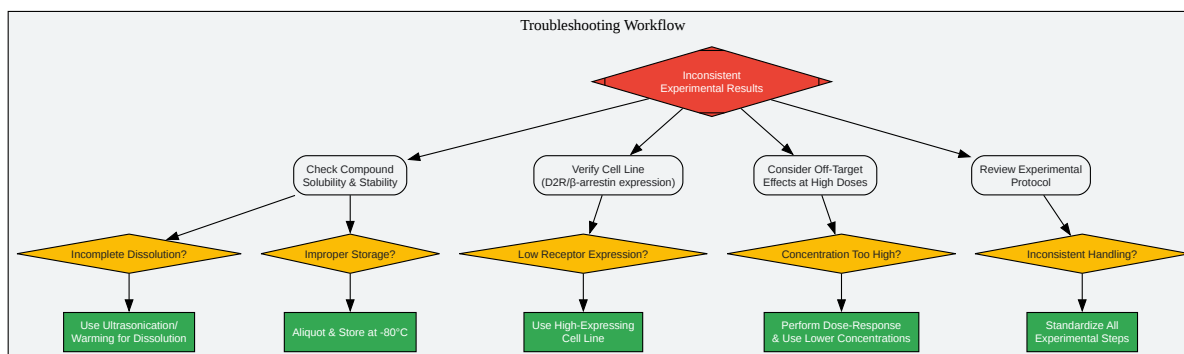 Troubleshooting Workflow
Inconsistent
Experimental Results
Check Compound
Solubility & Stability
Verify Cell Line
(D2R/β-arrestin expression)
Consider Off-Target
Effects at High Doses
Review Experimental
Protocol
Incomplete Dissolution?
Improper Storage?
Low Receptor Expression?
Concentration Too High?
Inconsistent Handling?
Use Ultrasonication/
Warming for Dissolution
Aliquot & Store at -80°C
Use High-Expressing
Cell Line
Perform Dose-Response
& Use Lower Concentrations
Standardize All
Experimental Steps